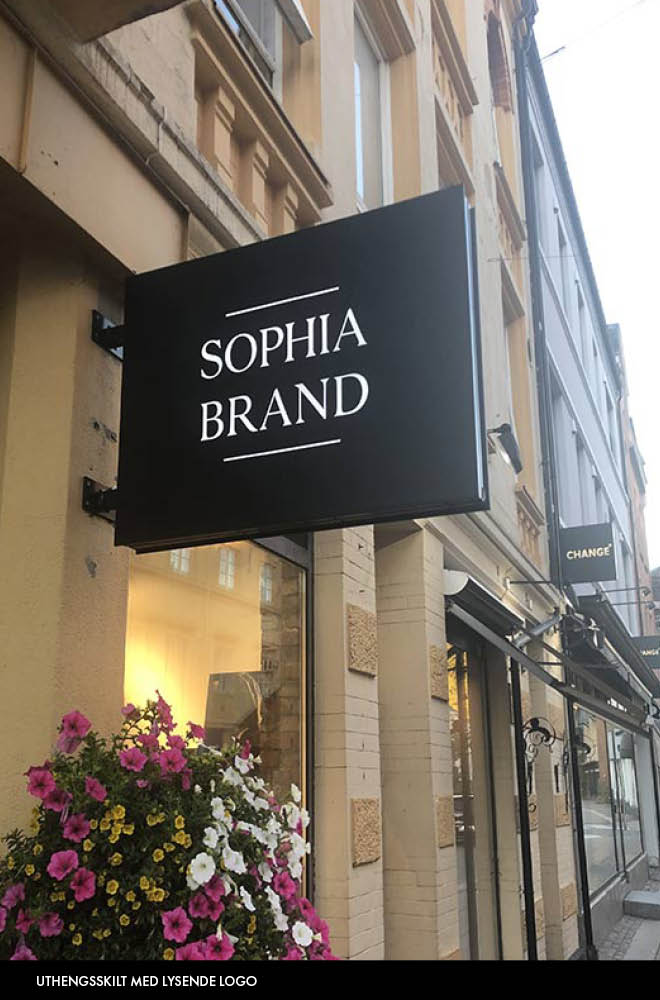 SOPHIA
BRAND
CHANGE
UTHENGSSKILT MED LYSENDE LOGO